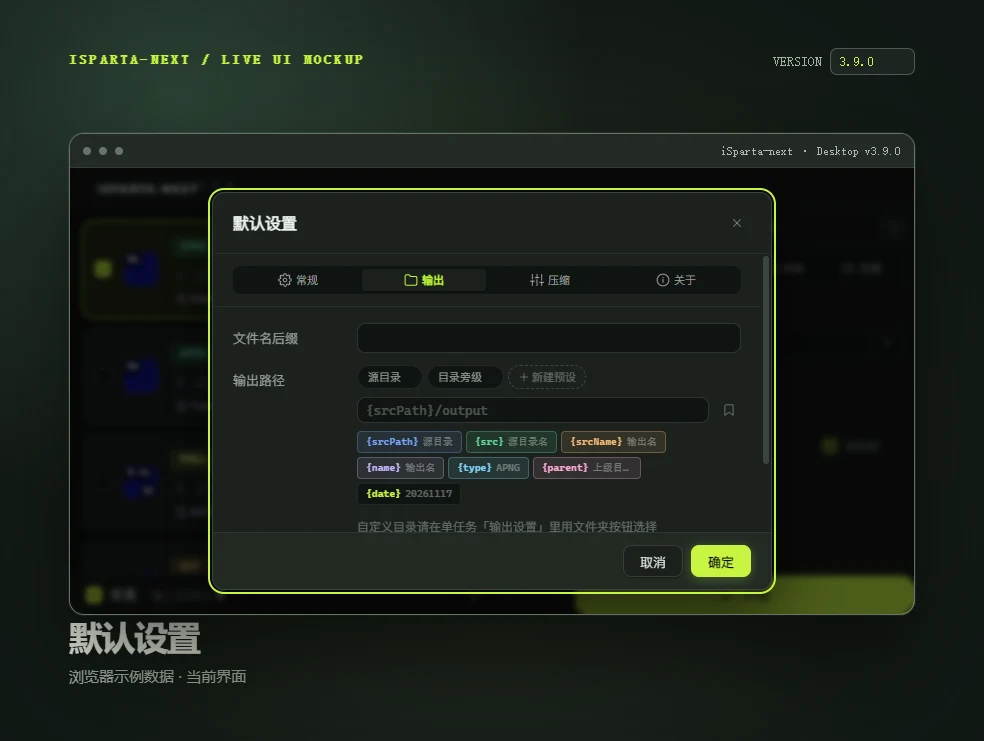 ISPARTA-NEXT / LIVE UI MOCKUP
VERSION 3.9.0
iSparta-next · Desktop v3.9.0
默认设置
常规 输出 压缩 关于
文件名后缀
输出路径 源目录 目录旁级 + 新建预设
{srcPath}/output
{srcPath} 源目录 {src} 源目录名 {srcName} 输出名
{name} 输出名 {type} APNG {parent} 上级目…
{date} 20261117
自定义目录请在单任务「输出设置」里用文件夹按钮选择
取消 确定
默认设置
浏览器示例数据 · 当前界面